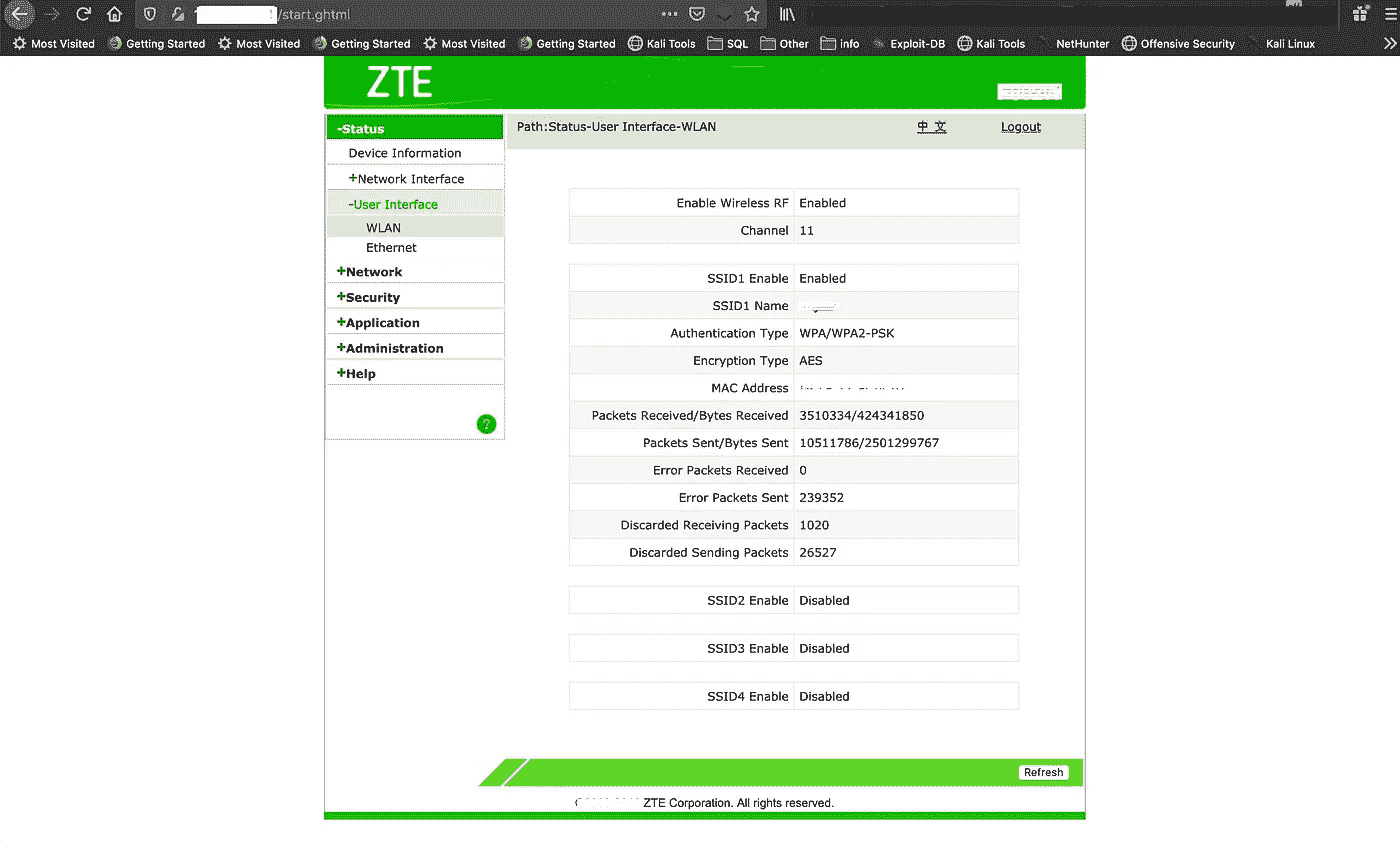 /start.ghtml
Most Visited Getting Started Most Visited Getting Started Most Visited Getting Started Kali Tools SQL Other info Exploit-DB Kali Tools NetHunter Offensive Security Kali Linux
ZTE
-Status
Path:Status-User Interface-WLAN 中 文 Logout
Device Information
+Network Interface
-User Interface
WLAN
Ethernet
+Network
+Security
+Application
+Administration
+Help
?
Enable Wireless RF Enabled
Channel 11
SSID1 Enable Enabled
SSID1 Name
Authentication Type WPA/WPA2-PSK
Encryption Type AES
MAC Address
Packets Received/Bytes Received 3510334/424341850
Packets Sent/Bytes Sent 10511786/2501299767
Error Packets Received 0
Error Packets Sent 239352
Discarded Receiving Packets 1020
Discarded Sending Packets 26527
SSID2 Enable Disabled
SSID3 Enable Disabled
SSID4 Enable Disabled
Refresh
ZTE Corporation. All rights reserved.